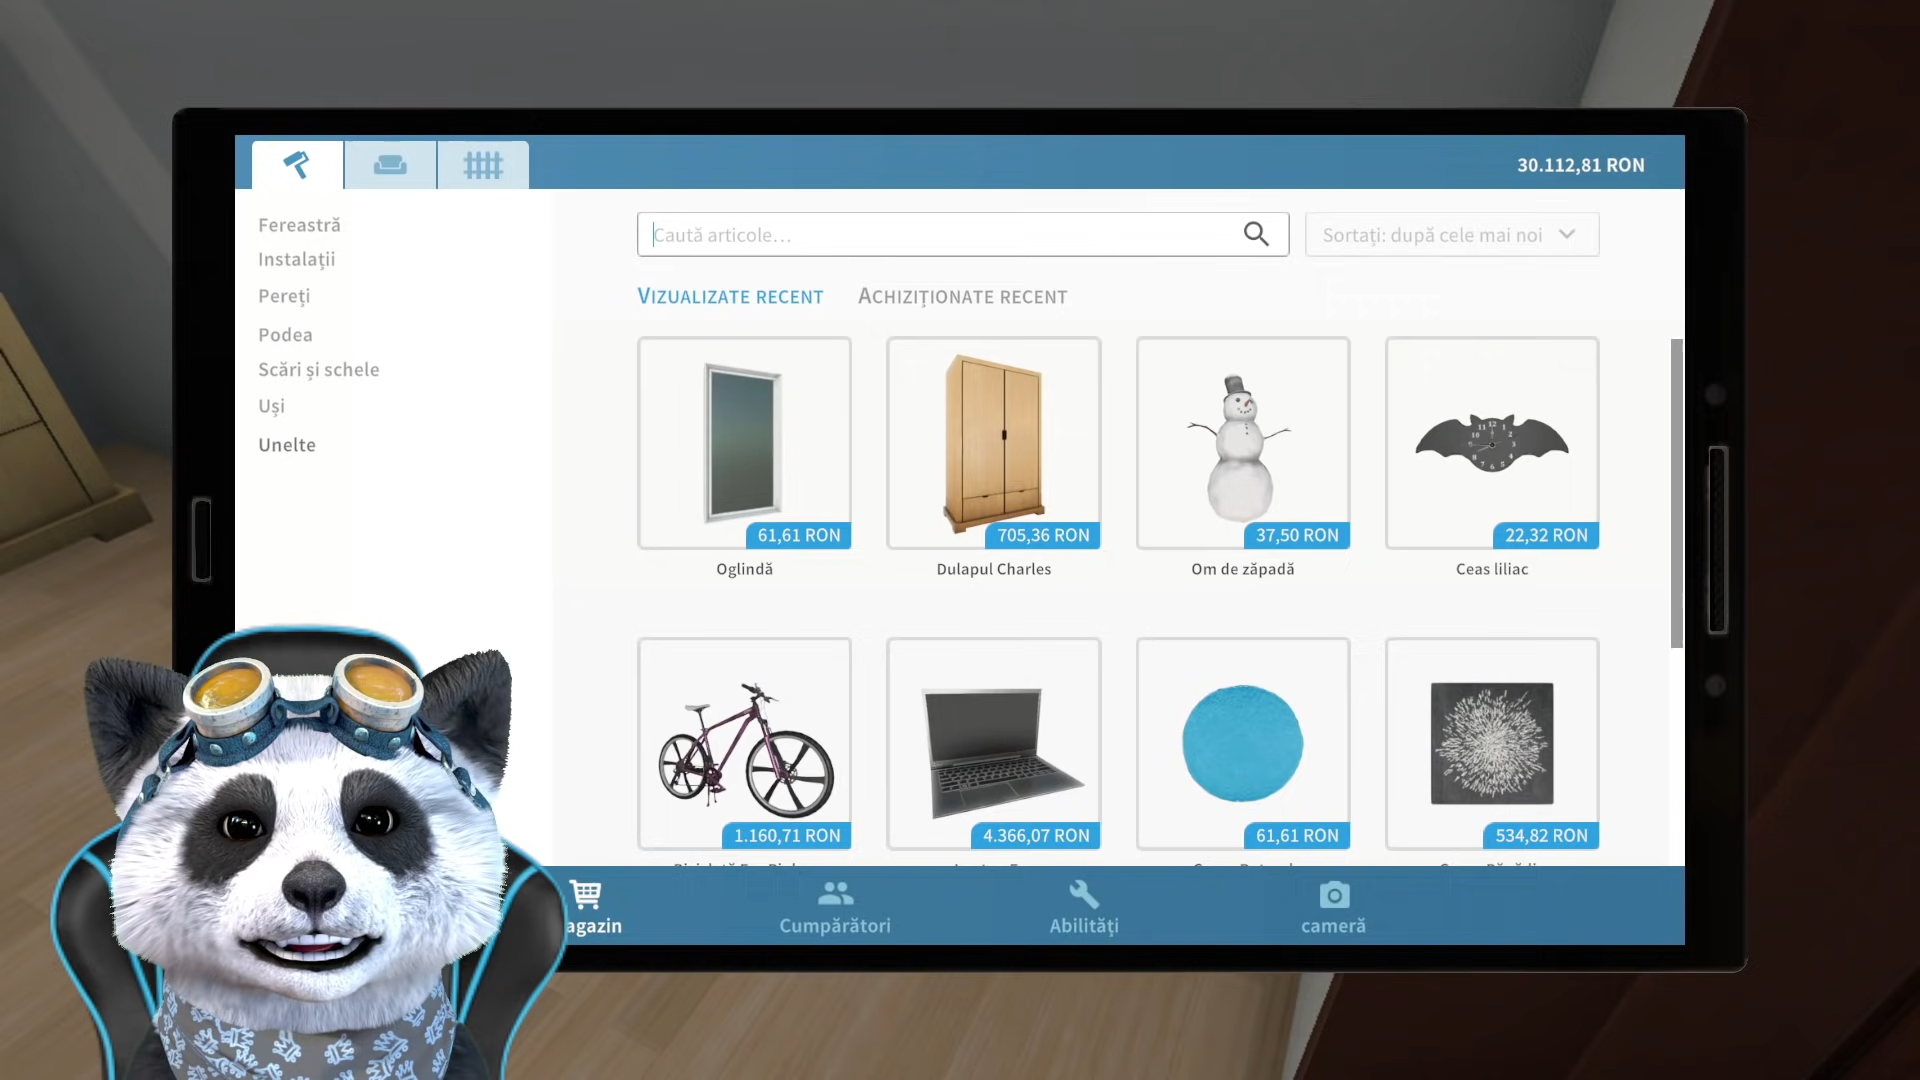 30.112,81 RON
Fereastră
Instalații
Pereți
Podea
Scări și schele
Uși
Unelte
Caută articole...
Sortați: după cele mai noi
VIZUALIZATE RECENT
ACHIZIȚIONATE RECENT
61,61 RON
705,36 RON
37,50 RON
22,32 RON
Oglindă
Dulapul Charles
Om de zăpadă
Ceas liliac
1.160,71 RON
4.366,07 RON
61,61 RON
534,82 RON
agazin
Cumpărători
Abilități
cameră